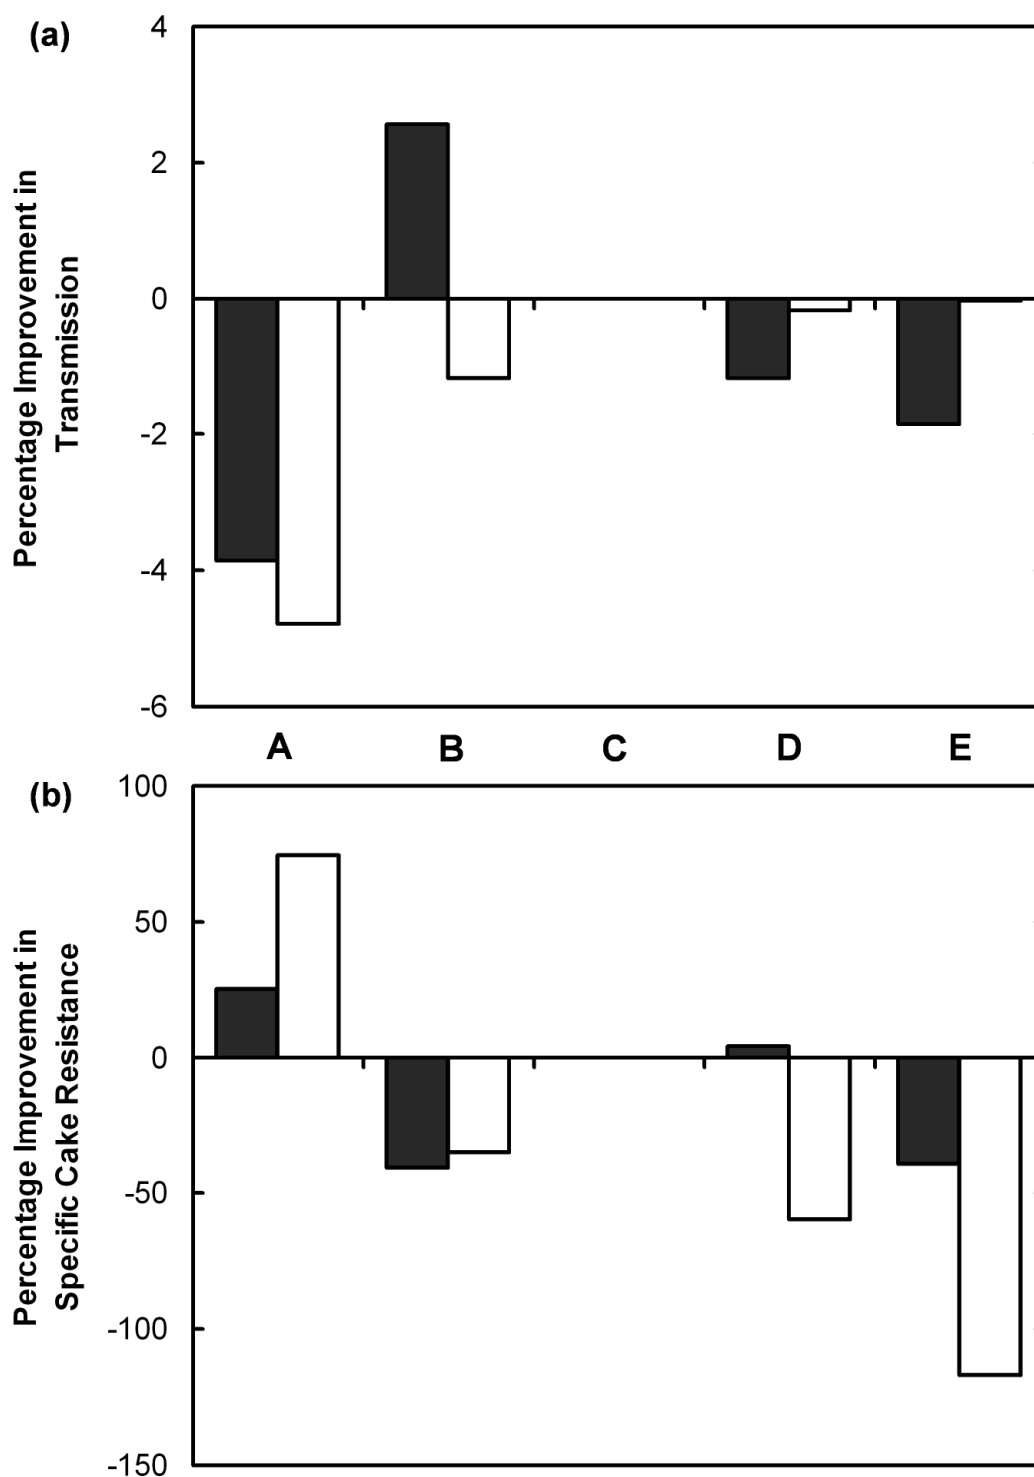 (a)
Percentage Improvement in
Transmission
4
2
0
-2
-4
-6
A B C D E
(b)
Percentage Improvement in
Specific Cake Resistance
100
50
0
-50
-100
-150